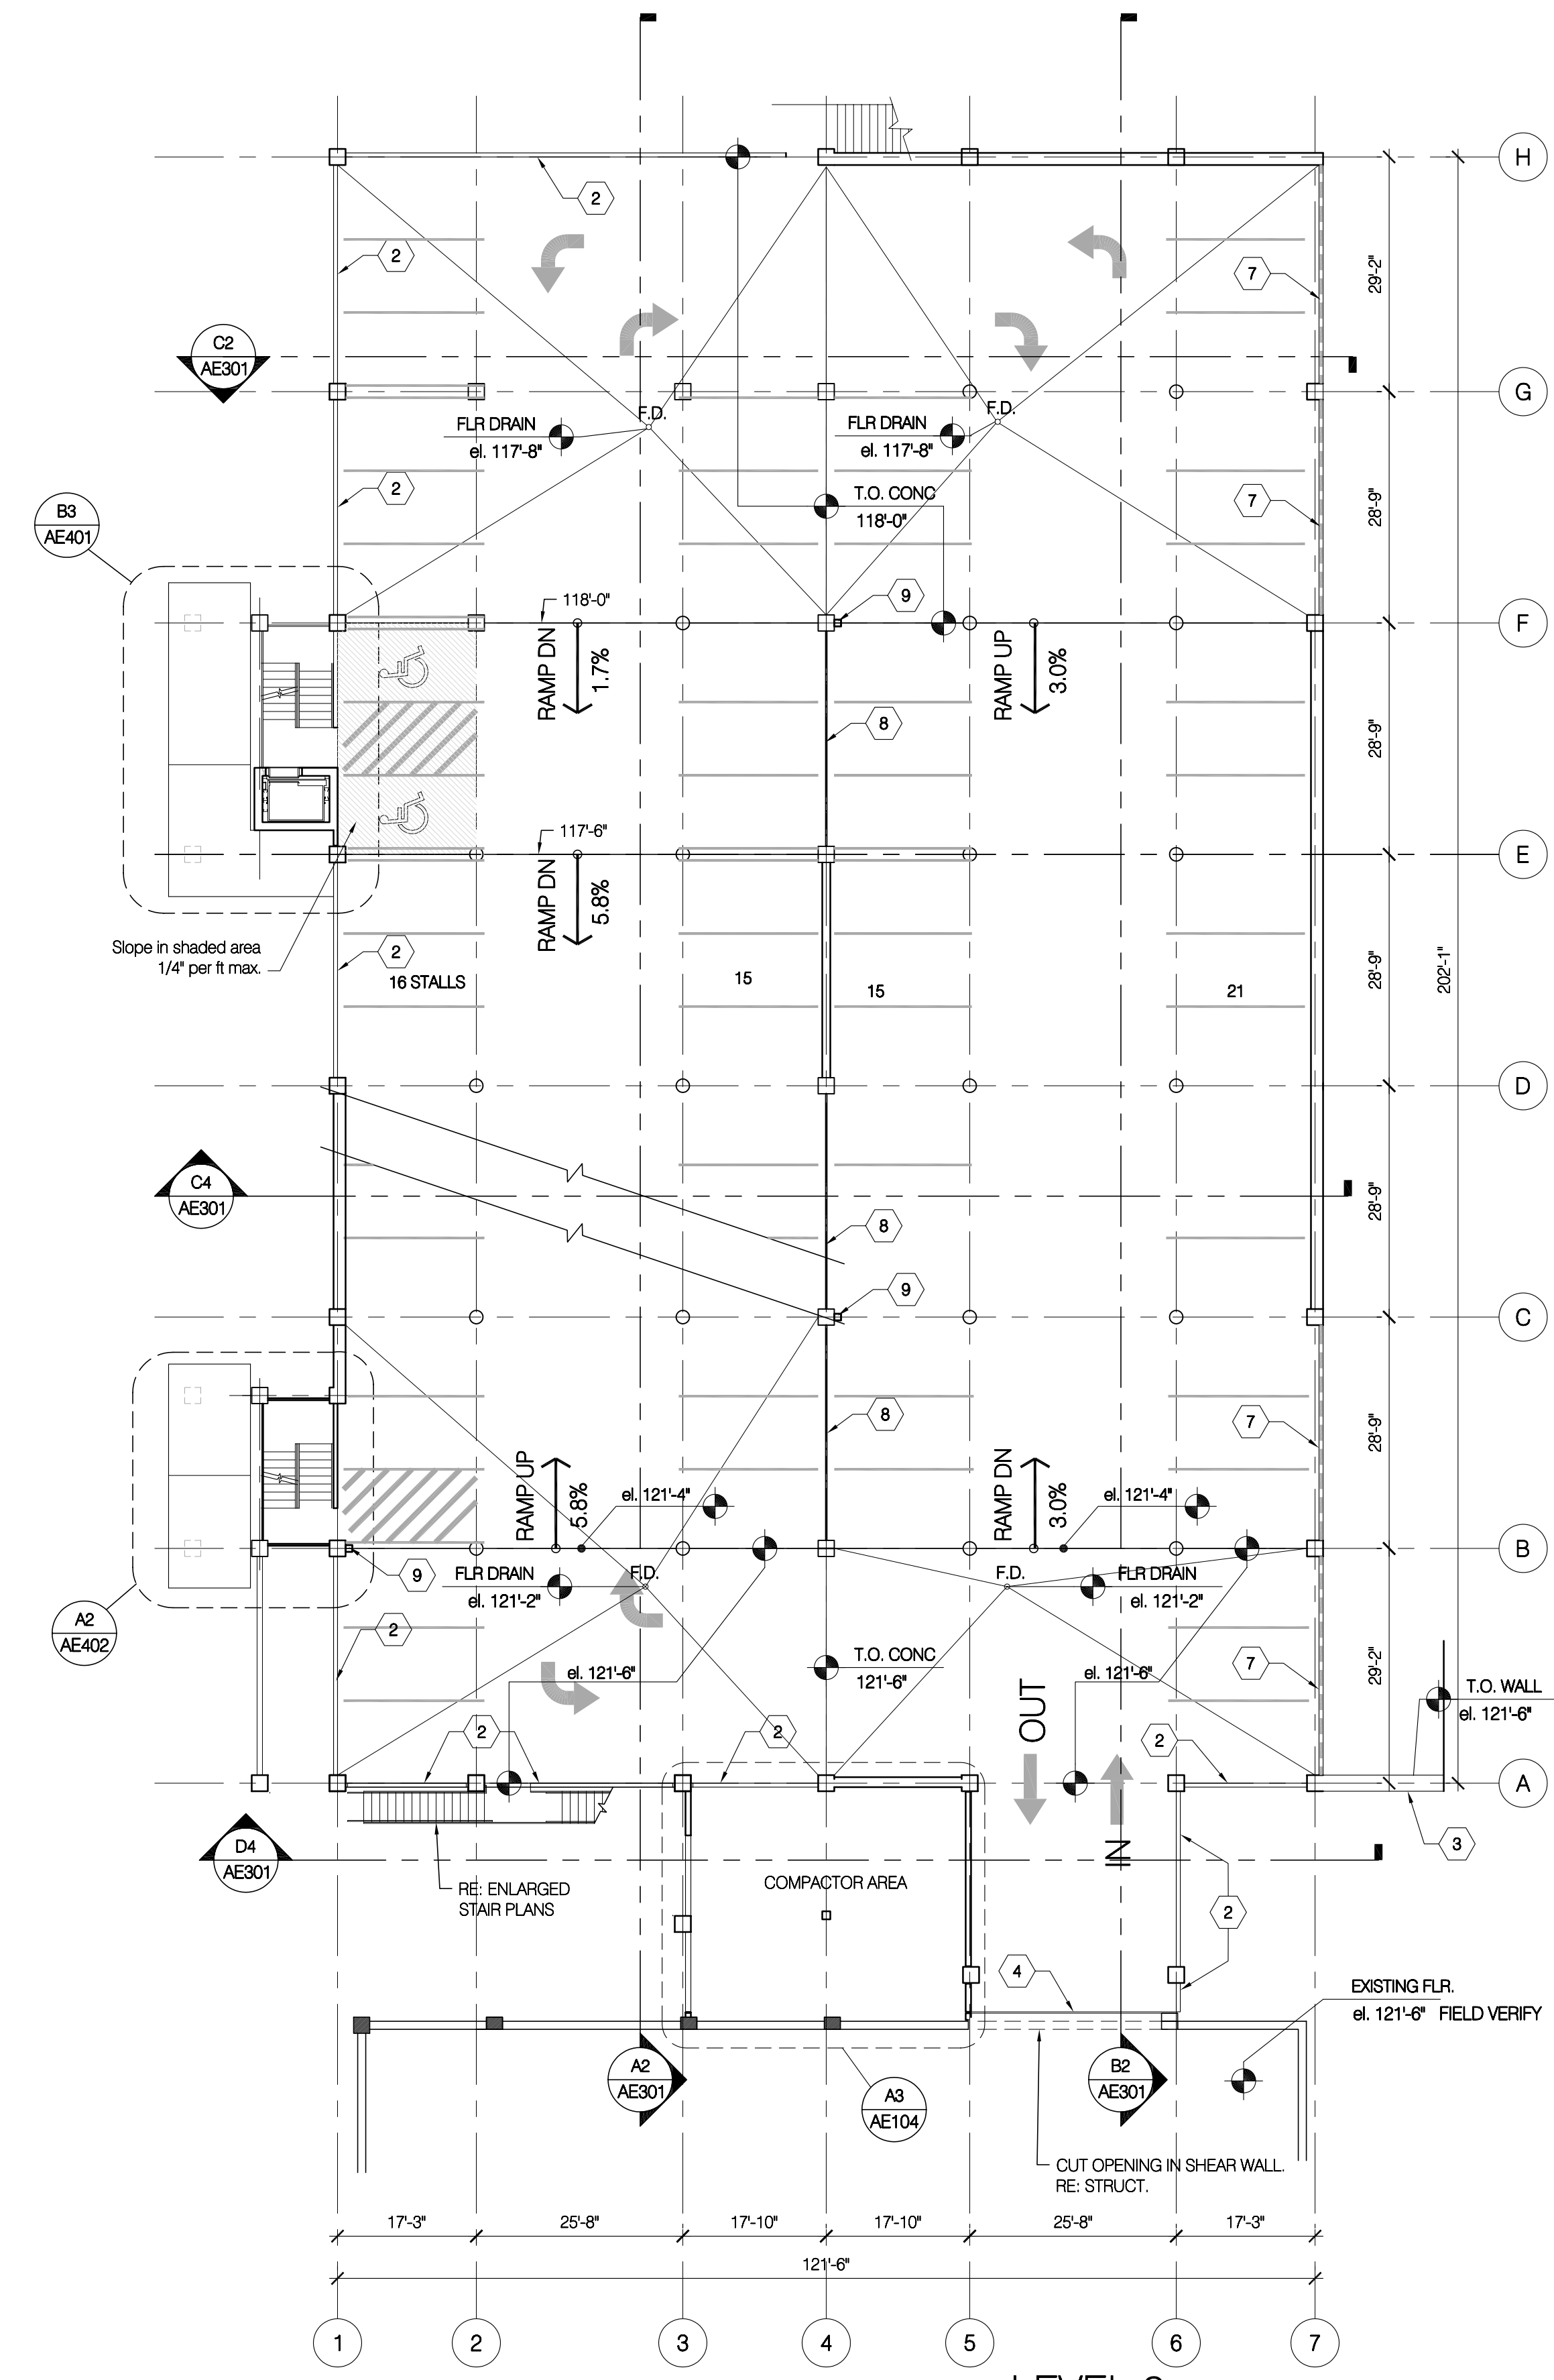 H
2
2
7
29'-2"
C2
AE301
G
F.D.
F.D.
FLR DRAIN
el. 117'-8"
FLR DRAIN
el. 117'-8"
2
T.O. CONC
118'-0"
7
28'-9"
B3
AE401
118'-0"
9
F
RAMP DN
1.7%
RAMP UP
3.0%
8
28'-9"
117'-6"
E
RAMP DN
5.8%
Slope in shaded area
1/4" per ft max.
2
16 STALLS
15
15
21
28'-9"
202'-1"
D
C4
AE301
8
28'-9"
9
C
8
7
28'-9"
RAMP UP
5.8%
el. 121'-4"
RAMP DN
3.0%
el. 121'-4"
B
9
FLR DRAIN
el. 121'-2"
F.D.
F.D.
FLR DRAIN
el. 121'-2"
A2
AE402
2
el. 121'-6"
T.O. CONC
121'-6"
el. 121'-6"
7
29'-2"
OUT
T.O. WALL
el. 121'-6"
2
2
2
A
D4
AE301
IN
3
RE: ENLARGED
STAIR PLANS
COMPACTOR AREA
2
4
EXISTING FLR.
el. 121'-6" FIELD VERIFY
A2
AE301
B2
AE301
A3
AE104
CUT OPENING IN SHEAR WALL.
RE: STRUCT.
17'-3"
25'-8"
17'-10"
17'-10"
25'-8"
17'-3"
121'-6"
1
2
3
4
5
6
7